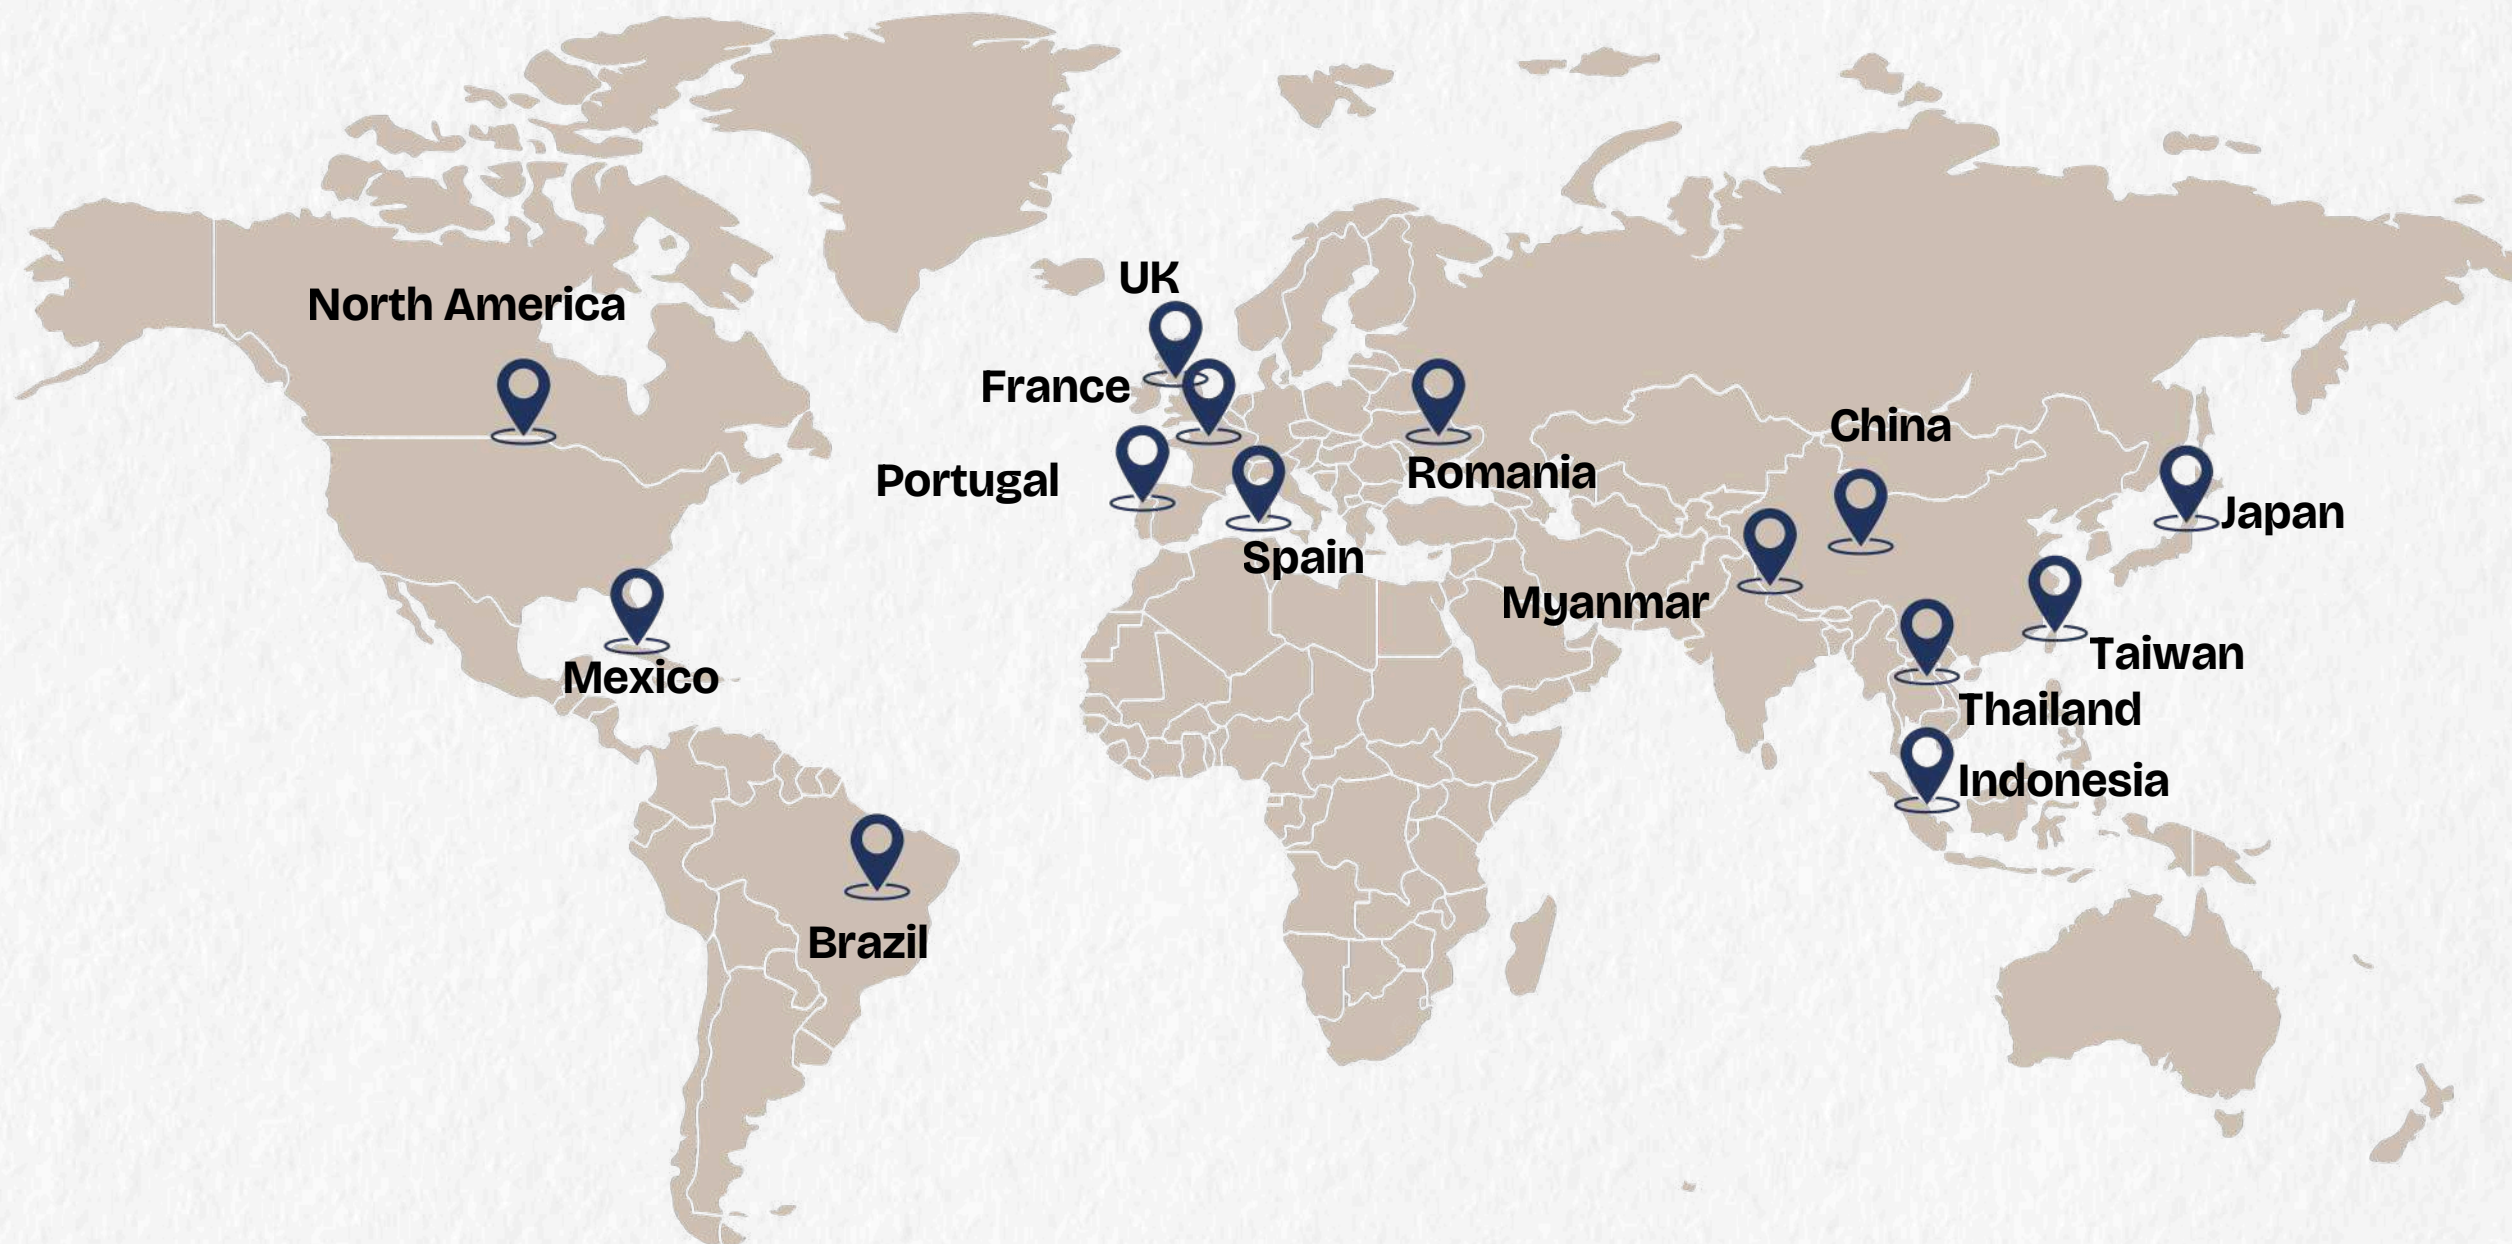 UK
North America
France
China
Portugal
Romania
Japan
Spain
Myanmar
Taiwan
Mexico
Thailand
Indonesia
Brazil